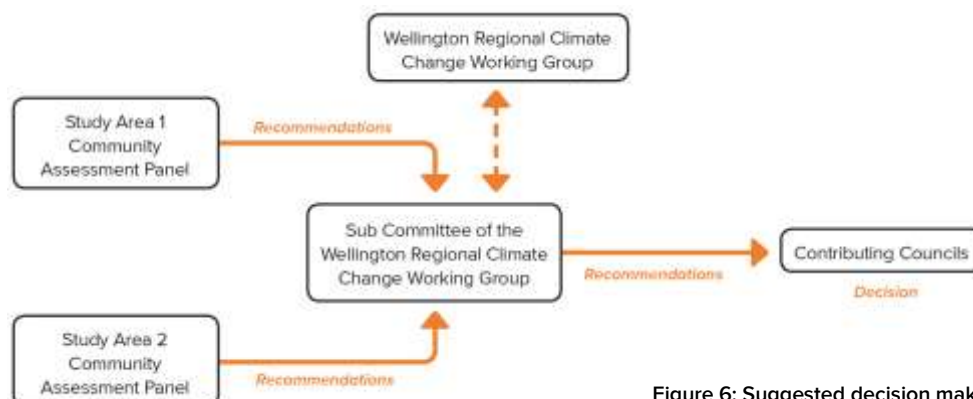 Wellington Regional Climate
Change Working Group
Study Area 1
Community
Assessment Panel
Recommendations
Sub Committee of the
Wellington Regional Climate
Change Working Group
Recommendations
Contributing Councils
Decision
Study Area 2
Community
Assessment Panel
Recommendations
Figure 6: Suggested decision mak